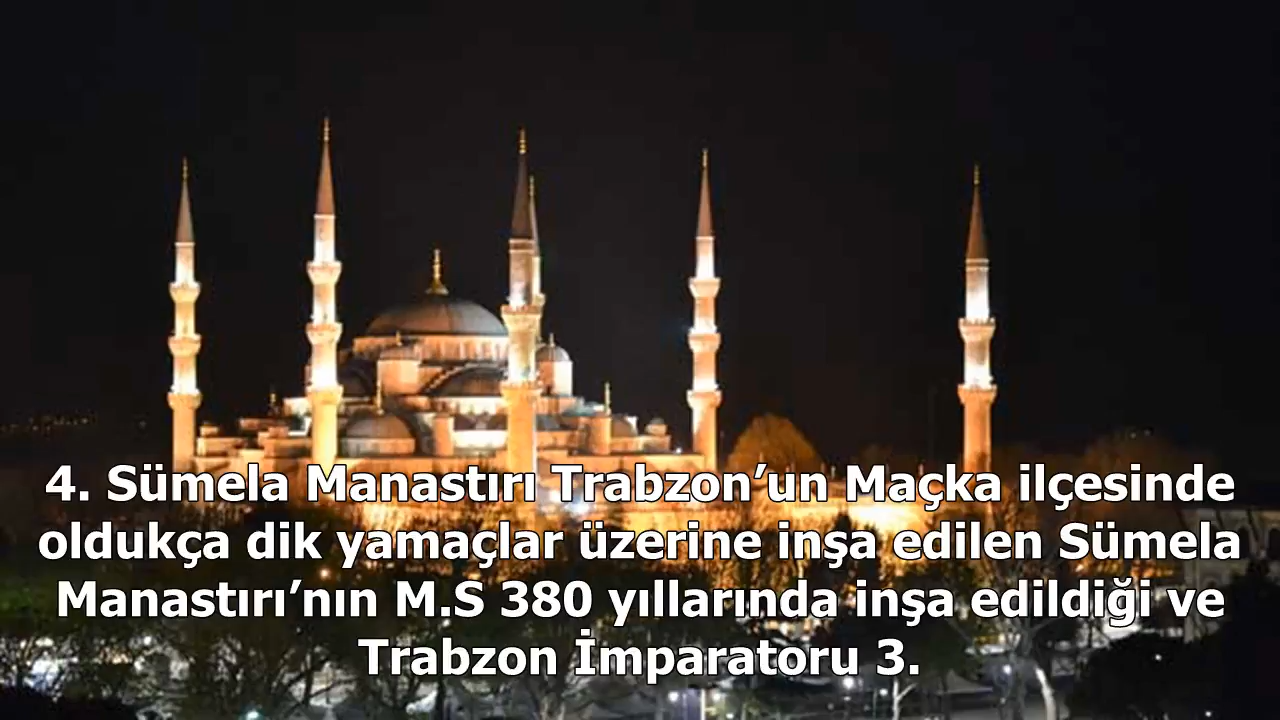 4. Sümela Manastırı Trabzon’un Maçka ilçesinde
oldukça dik yamaçlar üzerine inşa edilen Sümela
Manastırı’nın M.S 380 yıllarında inşa edildiği ve
Trabzon İmparatoru 3.